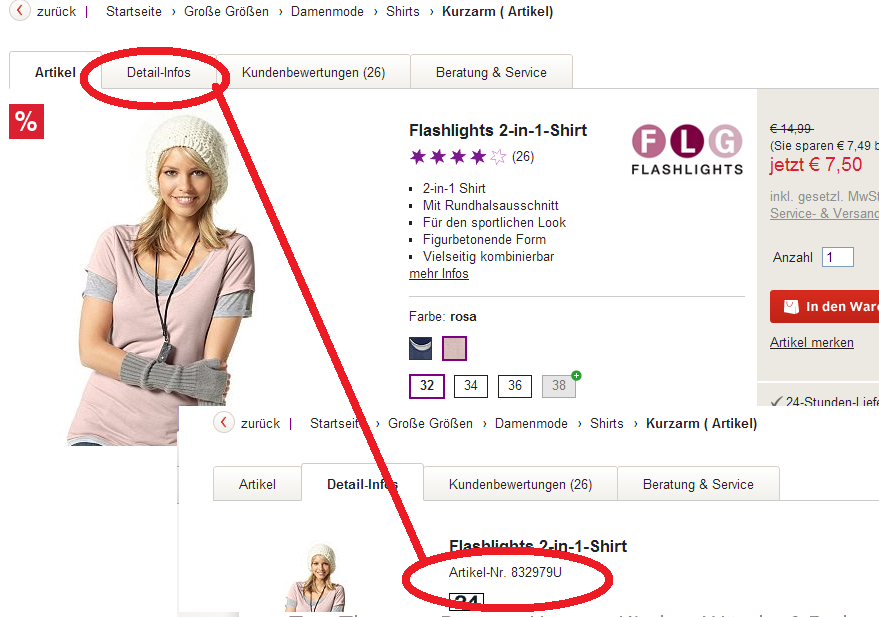 zurück | Startseite › Große Größen › Damenmode › Shirts › Kurzarm ( Artikel)
Artikel Detail-Infos Kundenbewertungen (26) Beratung & Service
%
Flashlights 2-in-1-Shirt
(26)
2-in-1 Shirt
Mit Rundhalsausschnitt
Für den sportlichen Look
Figurbetonende Form
Vielseitig kombinierbar
mehr Infos
F L G
FLASHLIGHTS
€ 14,99
(Sie sparen € 7,49 b
jetzt € 7,50
inkl. gesetzl. MwSt
Service- & Versand
Anzahl 1
In den Ware
Artikel merken
24-Stunden-Liefe
Farbe: rosa
32 34 36 38
zurück | Startseite › Große Größen › Damenmode › Shirts › Kurzarm ( Artikel)
Artikel Detail-Infos Kundenbewertungen (26) Beratung & Service
Flashlights 2-in-1-Shirt
Artikel-Nr. 832979U
34